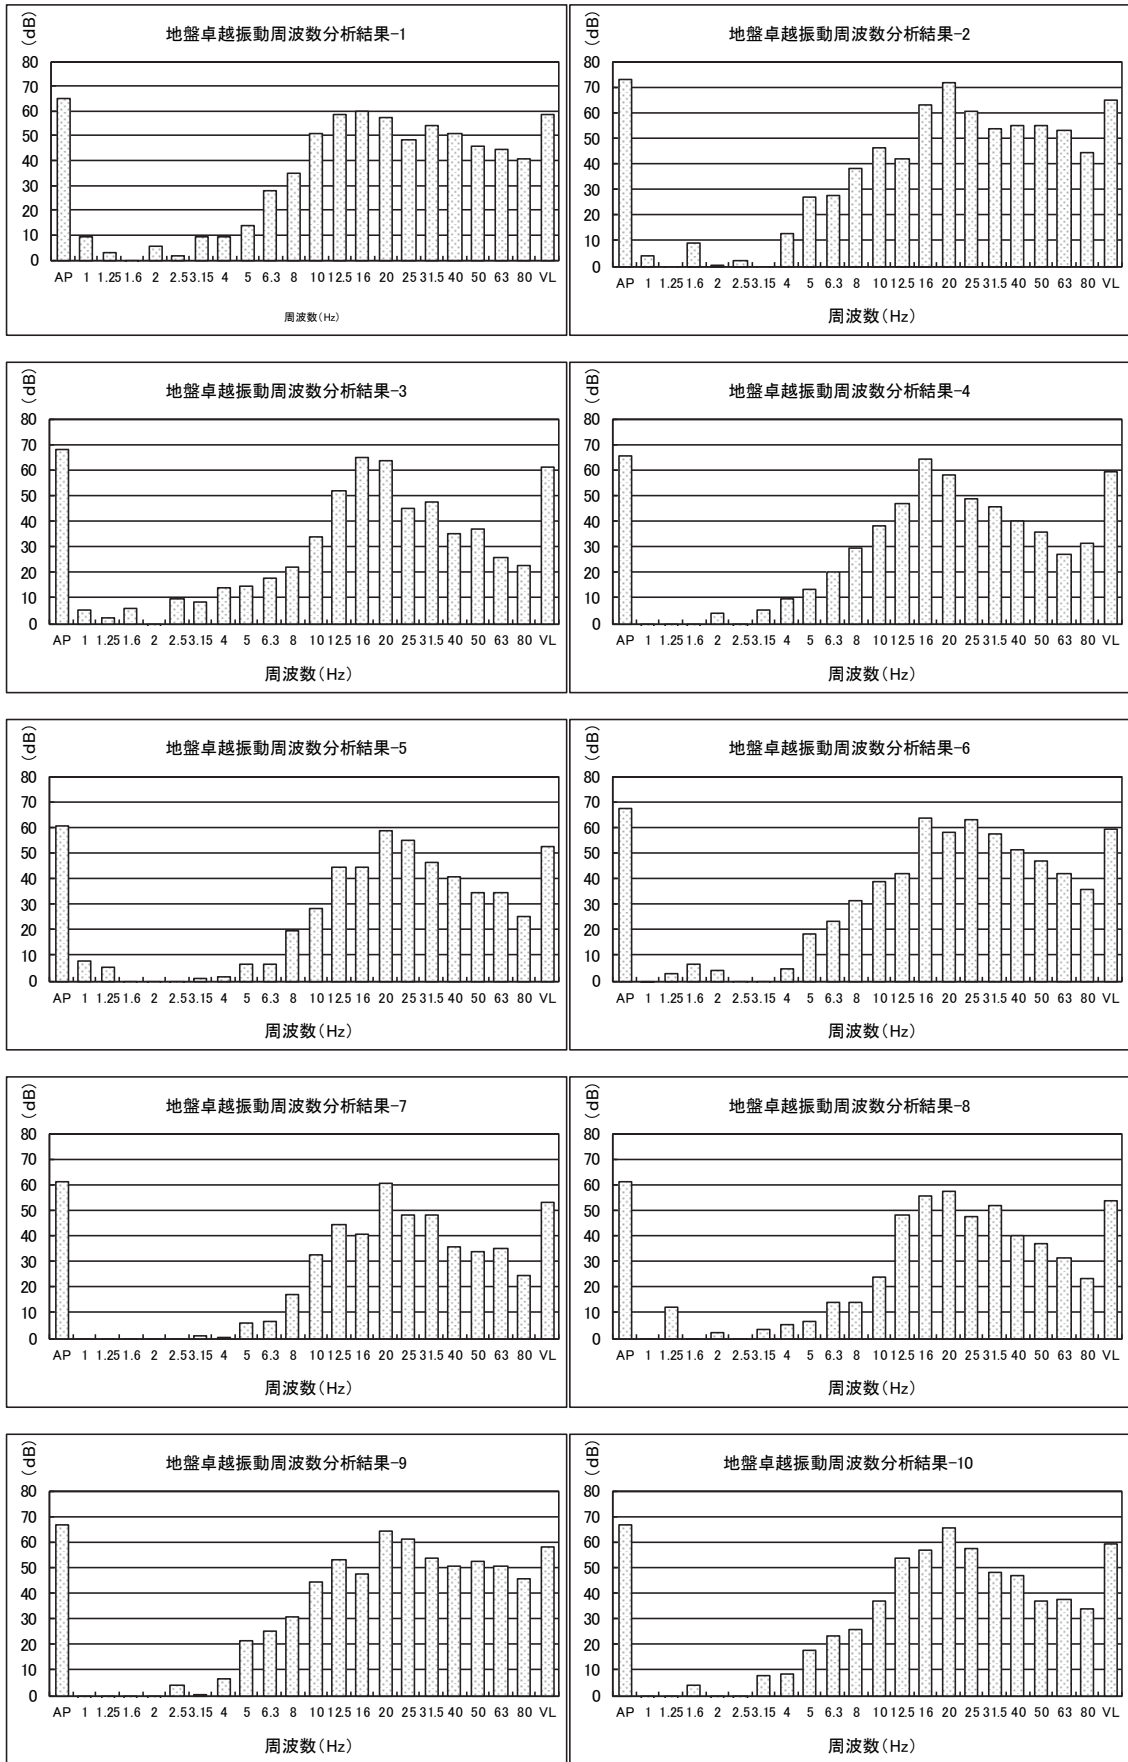 地盤卓越振動周波数分析結果-1
(dB)
80
70
60
50
40
30
20
10
0
AP 1 1.25 1.6 2 2.5 3.15 4 5 6.3 8 10 12.5 16 20 25 31.5 40 50 63 80 VL
周波数(Hz)
地盤卓越振動周波数分析結果-2
(dB)
80
70
60
50
40
30
20
10
0
AP 1 1.25 1.6 2 2.5 3.15 4 5 6.3 8 10 12.5 16 20 25 31.5 40 50 63 80 VL
周波数(Hz)
地盤卓越振動周波数分析結果-3
(dB)
80
70
60
50
40
30
20
10
0
AP 1 1.25 1.6 2 2.5 3.15 4 5 6.3 8 10 12.5 16 20 25 31.5 40 50 63 80 VL
周波数(Hz)
地盤卓越振動周波数分析結果-4
(dB)
80
70
60
50
40
30
20
10
0
AP 1 1.25 1.6 2 2.5 3.15 4 5 6.3 8 10 12.5 16 20 25 31.5 40 50 63 80 VL
周波数(Hz)
地盤卓越振動周波数分析結果-5
(dB)
80
70
60
50
40
30
20
10
0
AP 1 1.25 1.6 2 2.5 3.15 4 5 6.3 8 10 12.5 16 20 25 31.5 40 50 63 80 VL
周波数(Hz)
地盤卓越振動周波数分析結果-6
(dB)
80
70
60
50
40
30
20
10
0
AP 1 1.25 1.6 2 2.5 3.15 4 5 6.3 8 10 12.5 16 20 25 31.5 40 50 63 80 VL
周波数(Hz)
地盤卓越振動周波数分析結果-7
(dB)
80
70
60
50
40
30
20
10
0
AP 1 1.25 1.6 2 2.5 3.15 4 5 6.3 8 10 12.5 16 20 25 31.5 40 50 63 80 VL
周波数(Hz)
地盤卓越振動周波数分析結果-8
(dB)
80
70
60
50
40
30
20
10
0
AP 1 1.25 1.6 2 2.5 3.15 4 5 6.3 8 10 12.5 16 20 25 31.5 40 50 63 80 VL
周波数(Hz)
地盤卓越振動周波数分析結果-9
(dB)
80
70
60
50
40
30
20
10
0
AP 1 1.25 1.6 2 2.5 3.15 4 5 6.3 8 10 12.5 16 20 25 31.5 40 50 63 80 VL
周波数(Hz)
地盤卓越振動周波数分析結果-10
(dB)
80
70
60
50
40
30
20
10
0
AP 1 1.25 1.6 2 2.5 3.15 4 5 6.3 8 10 12.5 16 20 25 31.5 40 50 63 80 VL
周波数(Hz)